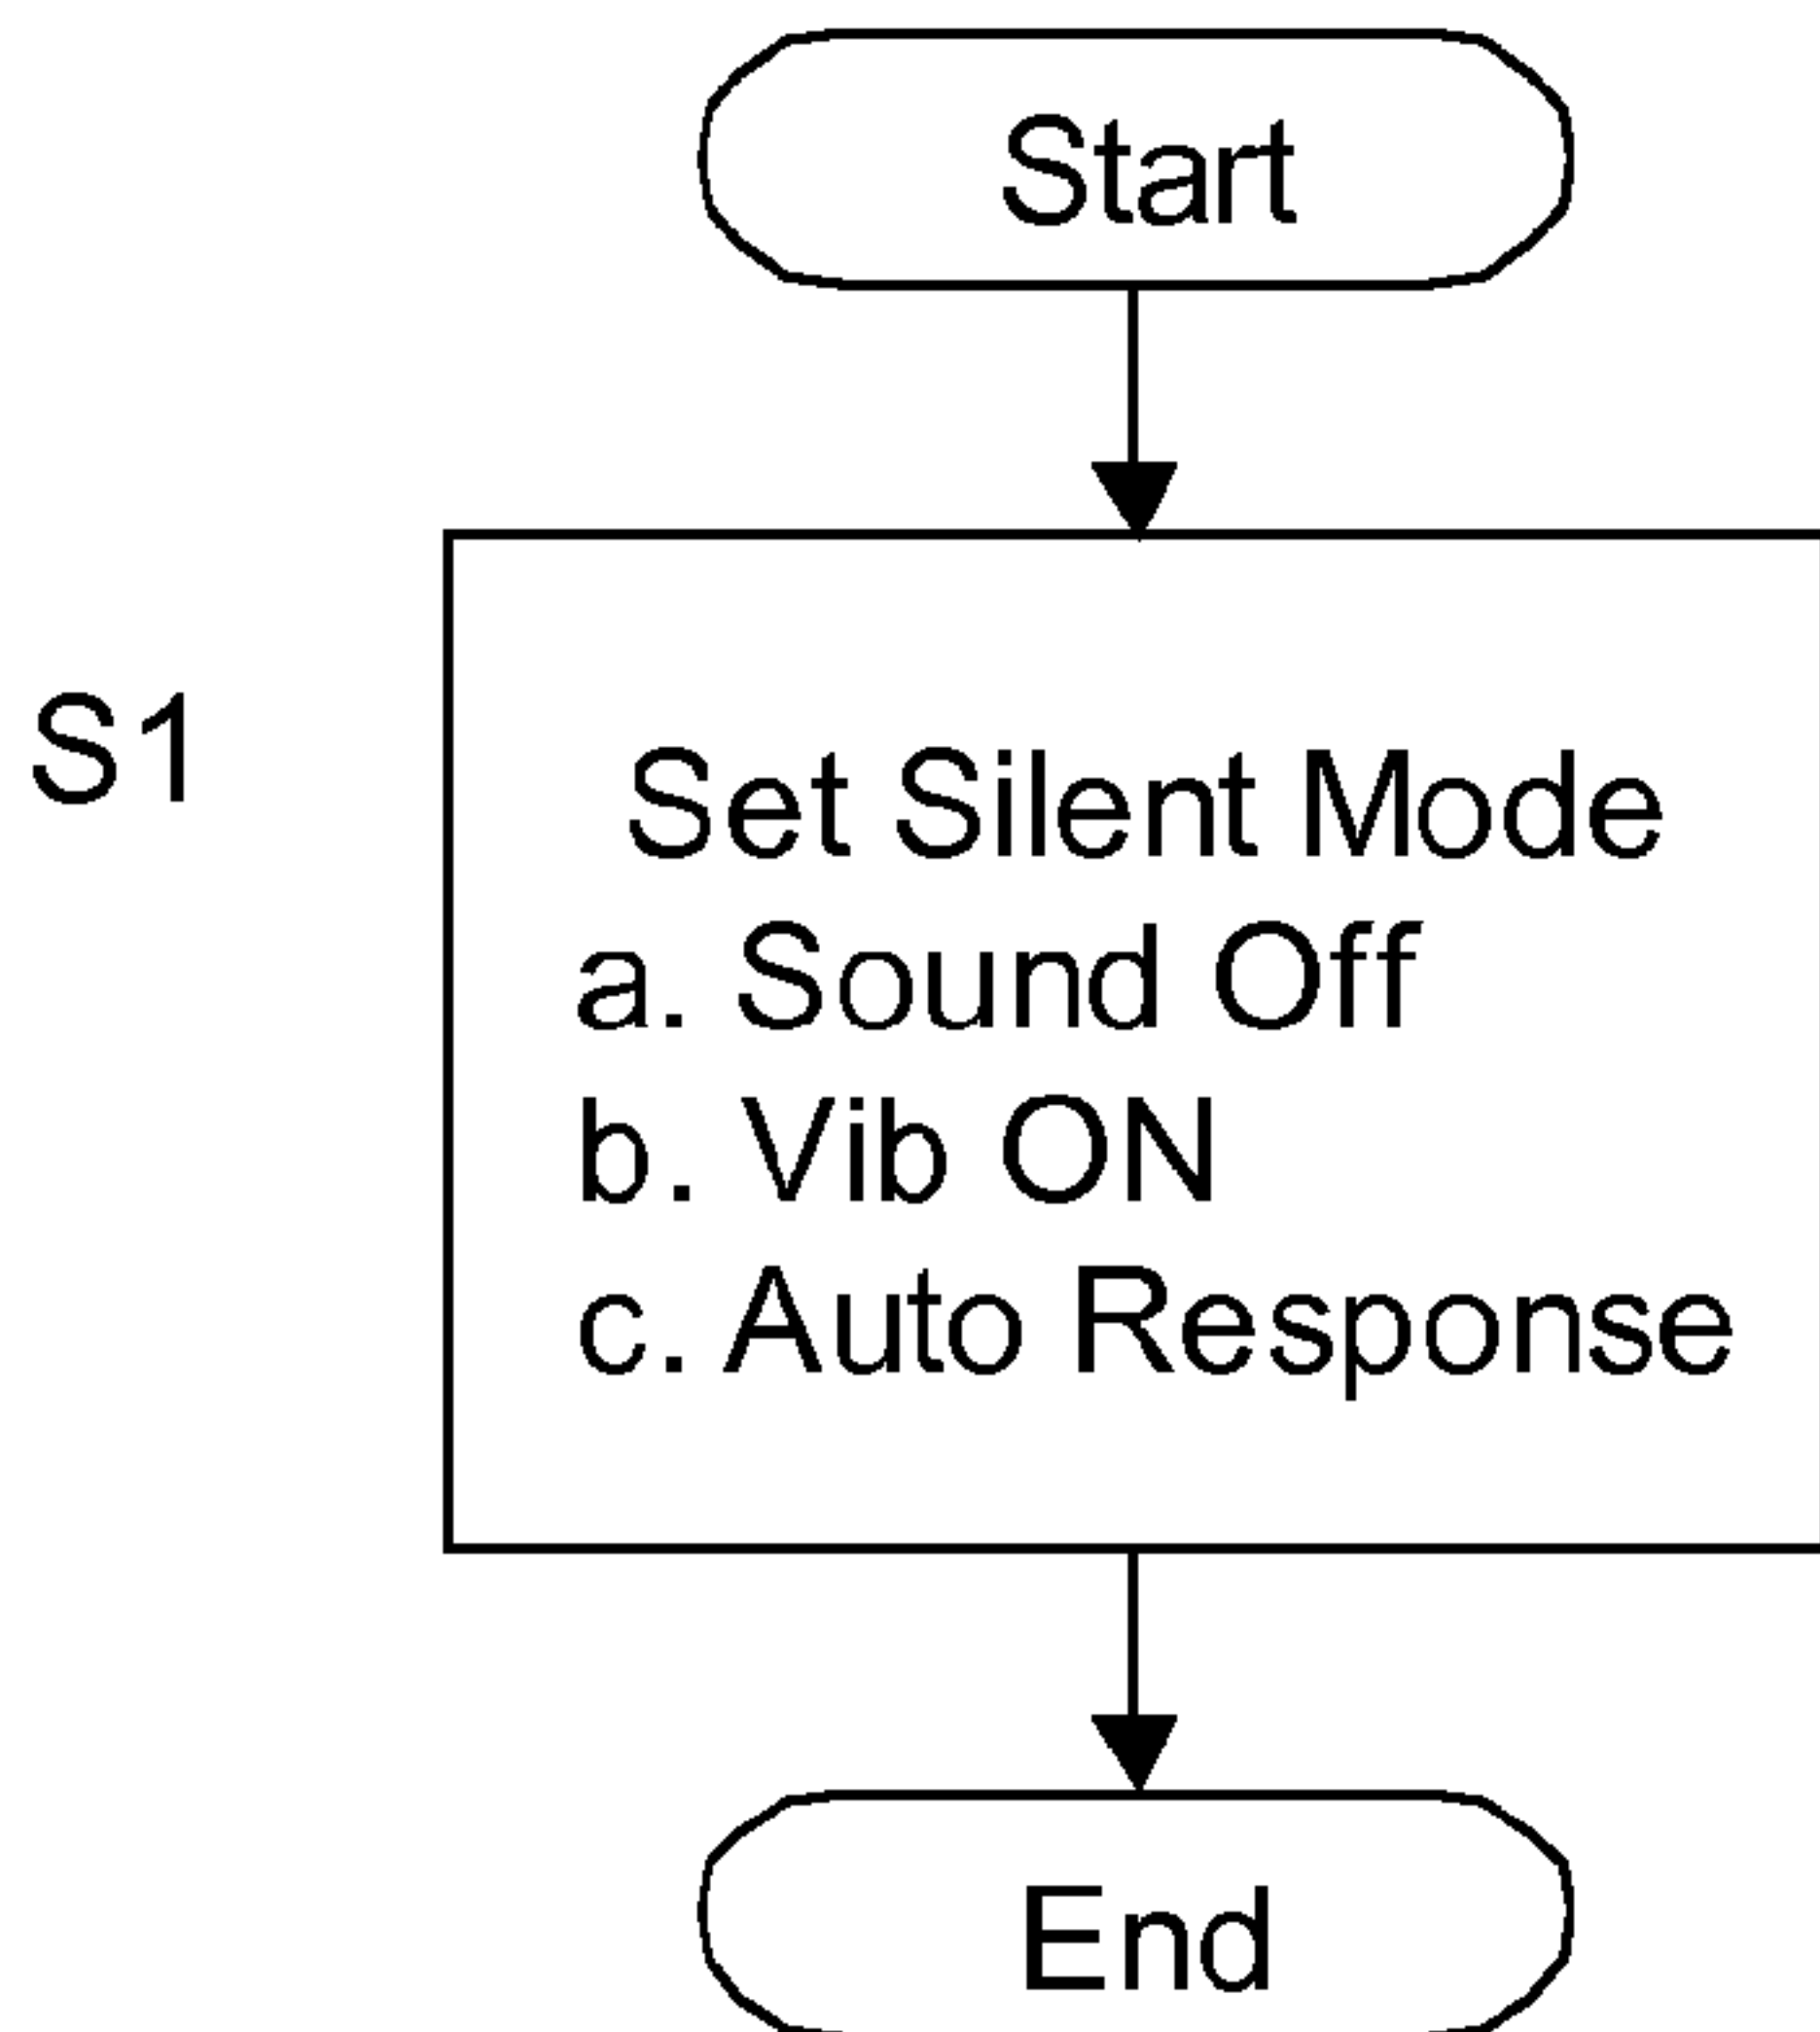 Start
S1
Set Silent Mode
a. Sound Off
b. Vib ON
c. Auto Response
End